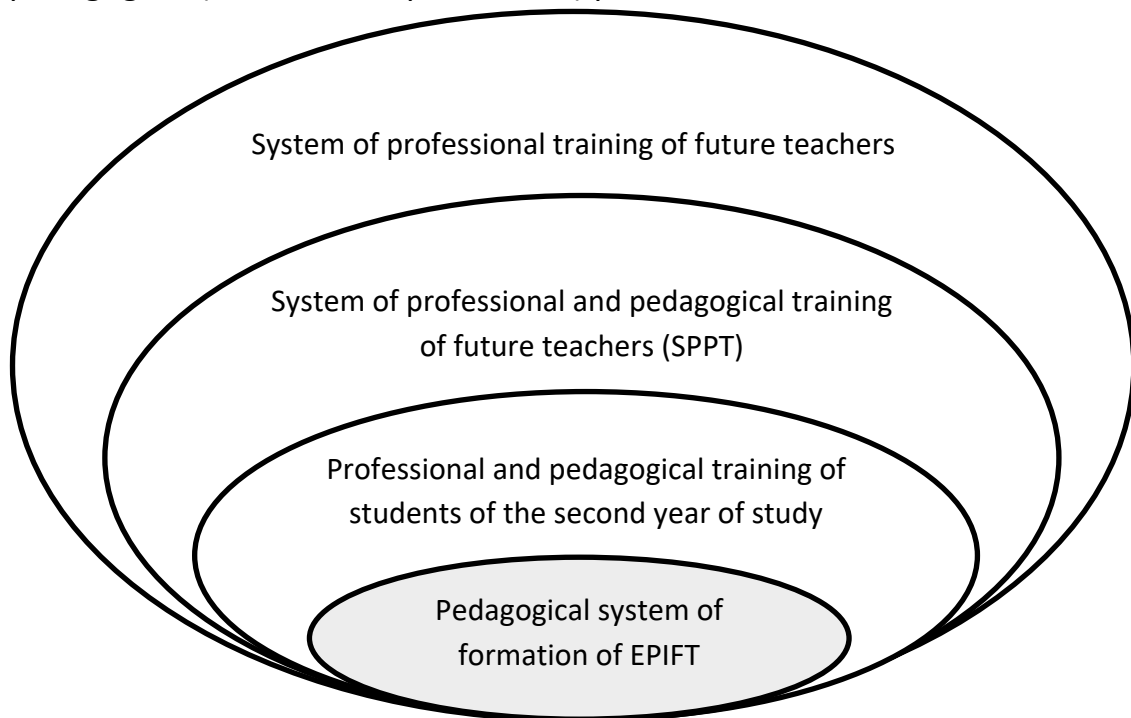 System of professional training of future teachers
System of professional and pedagogical training
of future teachers (SPPT)
Professional and pedagogical training of
students of the second year of study
Pedagogical system of
formation of EPIFT